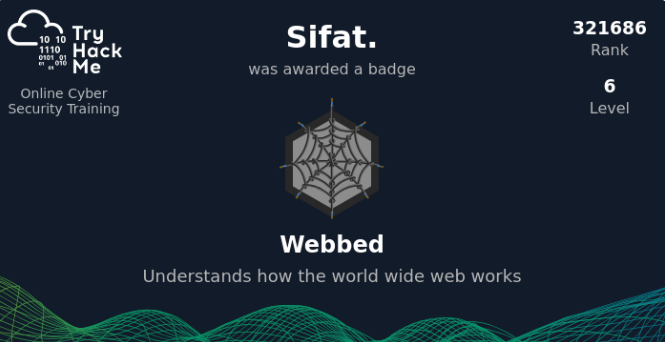 Try
Hack
Me
10 10
1110
0101 01
01 010
Online Cyber
Security Training
Sifat.
was awarded a badge
321686
Rank
6
Level
Webbed
Understands how the world wide web works